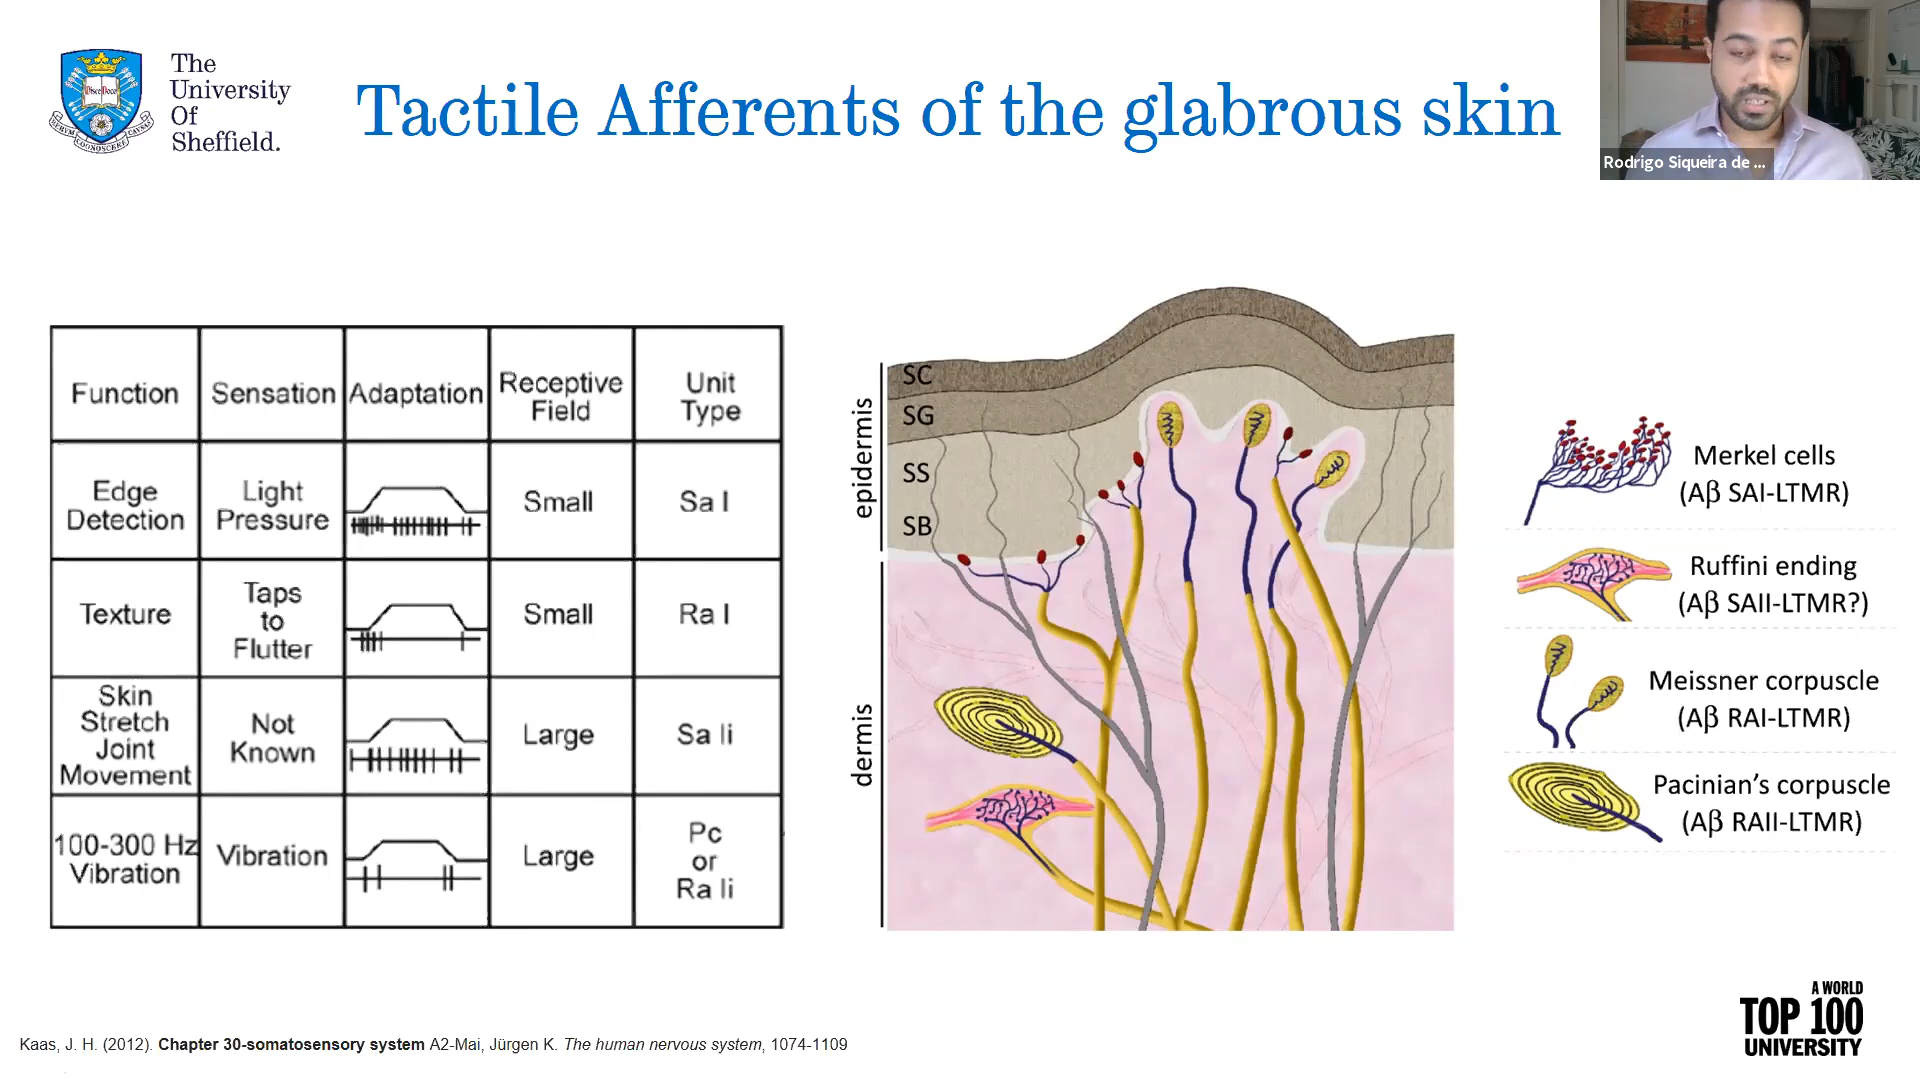 The
University
Of
Sheffield.
Tactile Afferents of the glabrous skin
Rodrigo Siqueira de ...
Function
Sensation
Adaptation
Receptive
Field
Unit
Type
Edge
Detection
Light
Pressure
Small
Sa I
Texture
Taps
to
Flutter
Small
Ra I
Skin
Stretch
Joint
Movement
Not
Known
Large
Sa Ii
100-300 Hz
Vibration
Vibration
Large
Pc
or
Ra Ii
epidermis
SC
SG
SS
SB
dermis
Merkel cells
(Aβ SAI-LTMR)
Ruffini ending
(Aβ SAII-LTMR?)
Meissner corpuscle
(Aβ RAI-LTMR)
Pacinian’s corpuscle
(Aβ RAII-LTMR)
Kaas, J. H. (2012). Chapter 30-somatosensory system A2-Mai, Jürgen K. The human nervous system, 1074-1109
A WORLD
TOP 100
UNIVERSITY